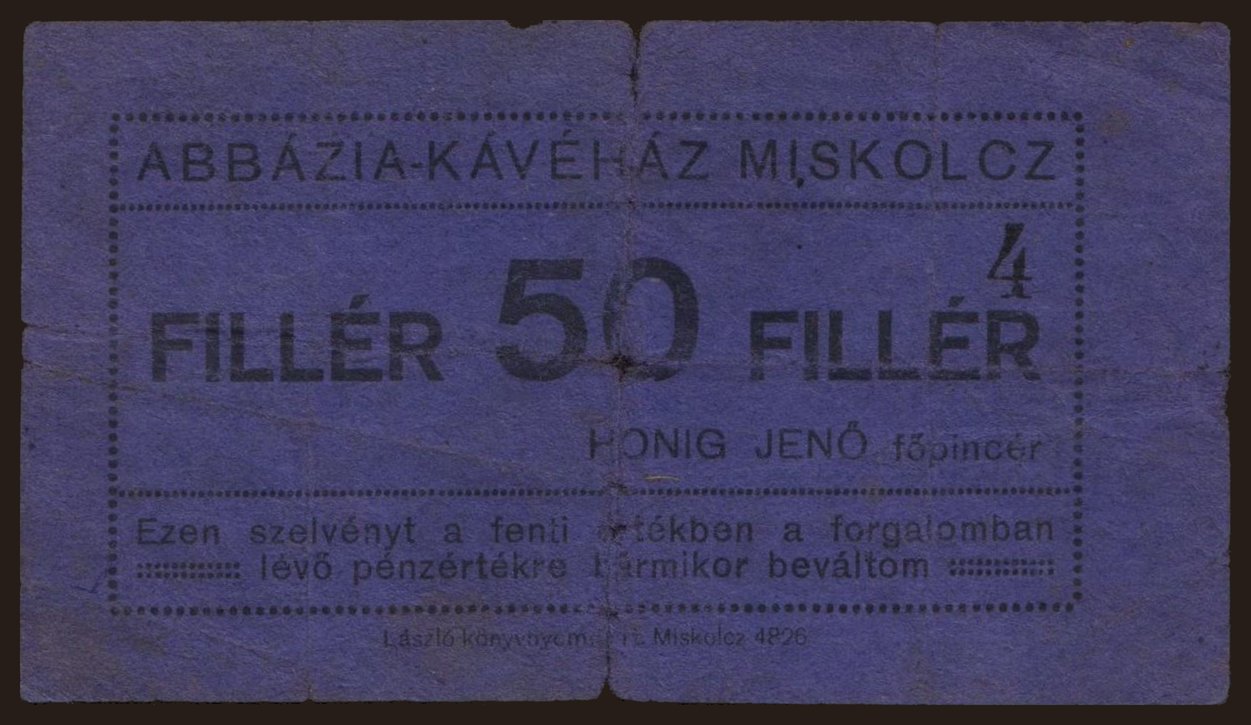 ABBÁZIA-KÁVÉHÁZ MISKOLCZ
4
FILLÉR 50 FILLÉR
HONIG JENŐ főpincér
Ezen szelvényt a fenti értékben a forgalomban
lévő pénzértékre bármikor beváltom
László könyvnyomda Miskolcz 4826